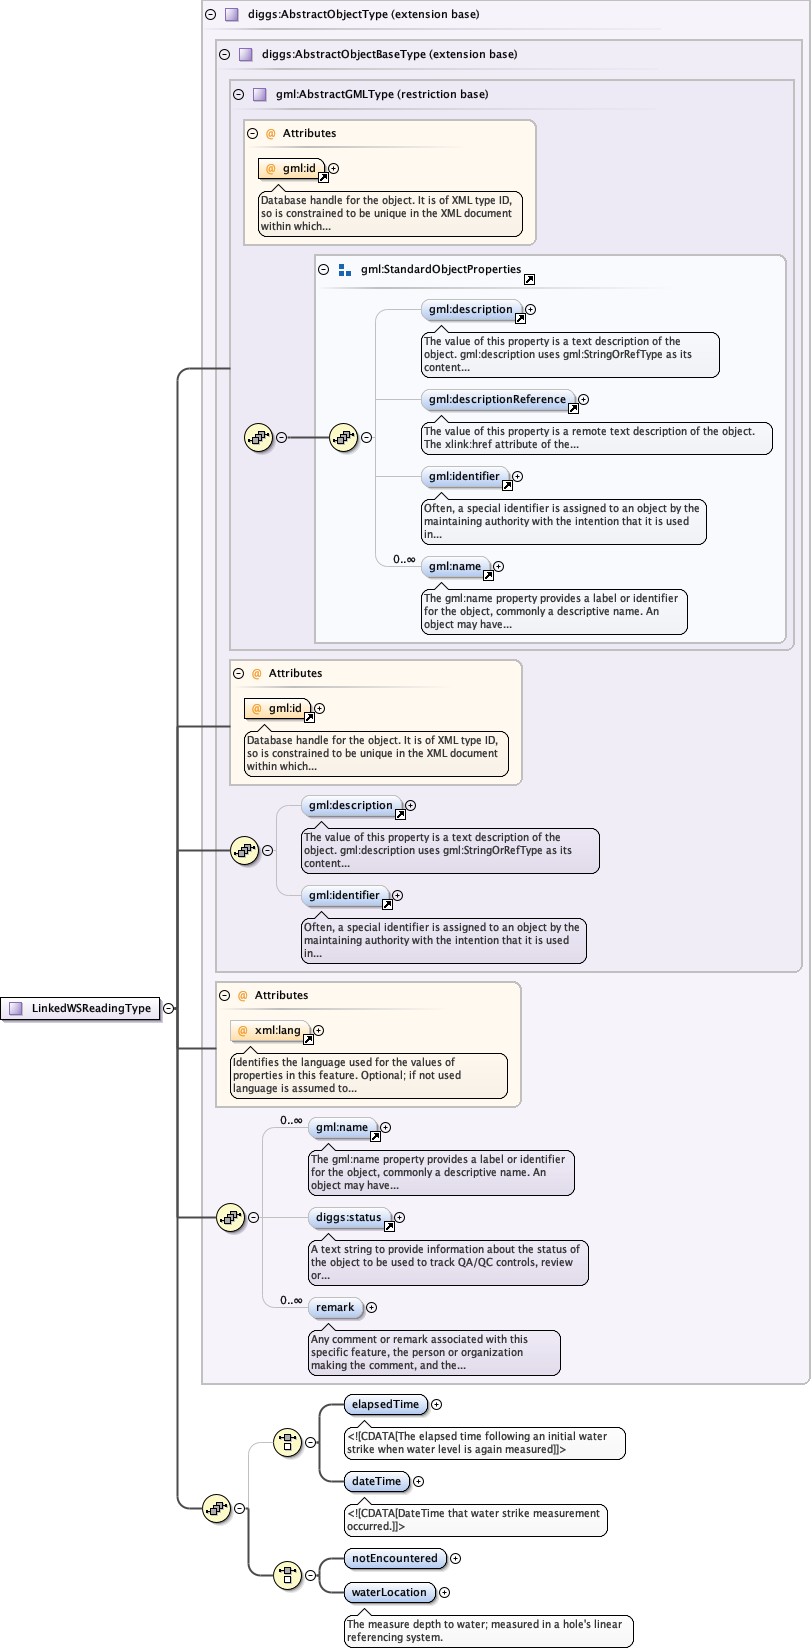 diggs:AbstractObjectType (extension base)
diggs:AbstractObjectBaseType (extension base)
gml:AbstractGMLType (restriction base)
@ Attributes
@ gml:id
Database handle for the object. It is of XML type ID,
so is constrained to be unique in the XML document
within which...
gml:StandardObjectProperties
gml:description
The value of this property is a text description of the
object. gml:description uses gml:StringOrRefType as its
content...
gml:descriptionReference
The value of this property is a remote text description of the object.
The xlink:href attribute of the...
gml:identifier
Often, a special identifier is assigned to an object by the
maintaining authority with the intention that it is used
in...
0..∞
gml:name
The gml:name property provides a label or identifier
for the object, commonly a descriptive name. An
object may have...
@ Attributes
@ gml:id
Database handle for the object. It is of XML type ID,
so is constrained to be unique in the XML document
within which...
gml:description
The value of this property is a text description of the
object. gml:description uses gml:StringOrRefType as its
content...
gml:identifier
Often, a special identifier is assigned to an object by the
maintaining authority with the intention that it is used
in...
LinkedWSReadingType
@ Attributes
@ xml:lang
Identifies the language used for the values of
properties in this feature. Optional; if not used
language is assumed to...
0..∞
gml:name
The gml:name property provides a label or identifier
for the object, commonly a descriptive name. An
object may have...
diggs:status
A text string to provide information about the status of
the object to be used to track QA/QC controls, review
or...
0..∞
remark
Any comment or remark associated with this
specific feature, the person or organization
making the comment, and the...
elapsedTime
<![CDATA[The elapsed time following an initial water
strike when water level is again measured]]>
dateTime
<![CDATA[DateTime that water strike measurement
occurred.]]>
notEncountered
waterLocation
The measure depth to water; measured in a hole's linear
referencing system.